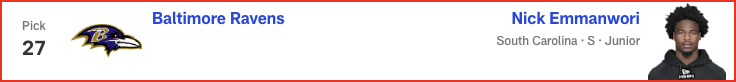 Pick
27
Baltimore Ravens
Nick Emmanwori
South Carolina · S · Junior